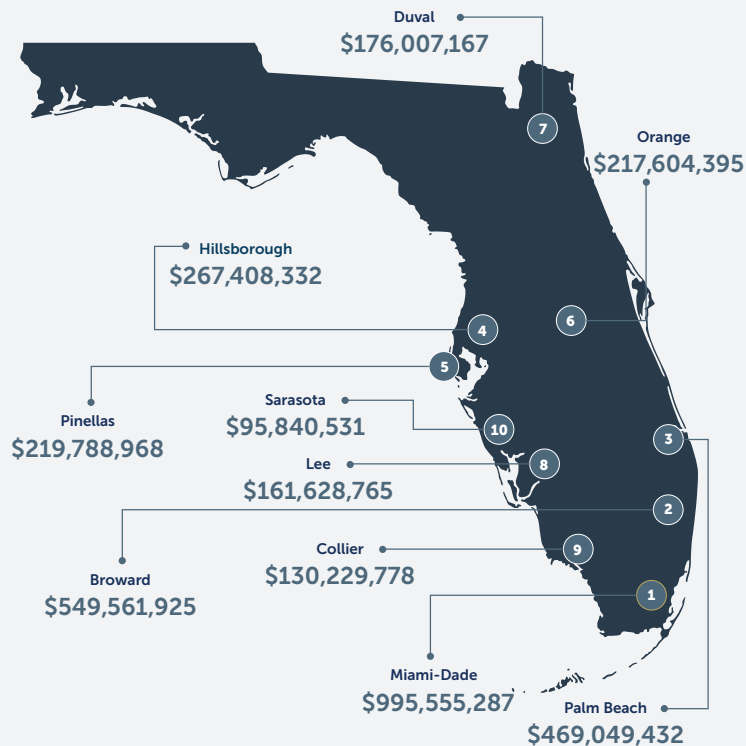 Duval
$176,007,167
7
Orange
$217,604,395
Hillsborough
$267,408,332
4
6
5
Pinellas
$219,788,968
Sarasota
$95,840,531
10
3
Lee
$161,628,765
8
2
Broward
$549,561,925
Collier
$130,229,778
9
1
Miami-Dade
$995,555,287
Palm Beach
$469,049,432